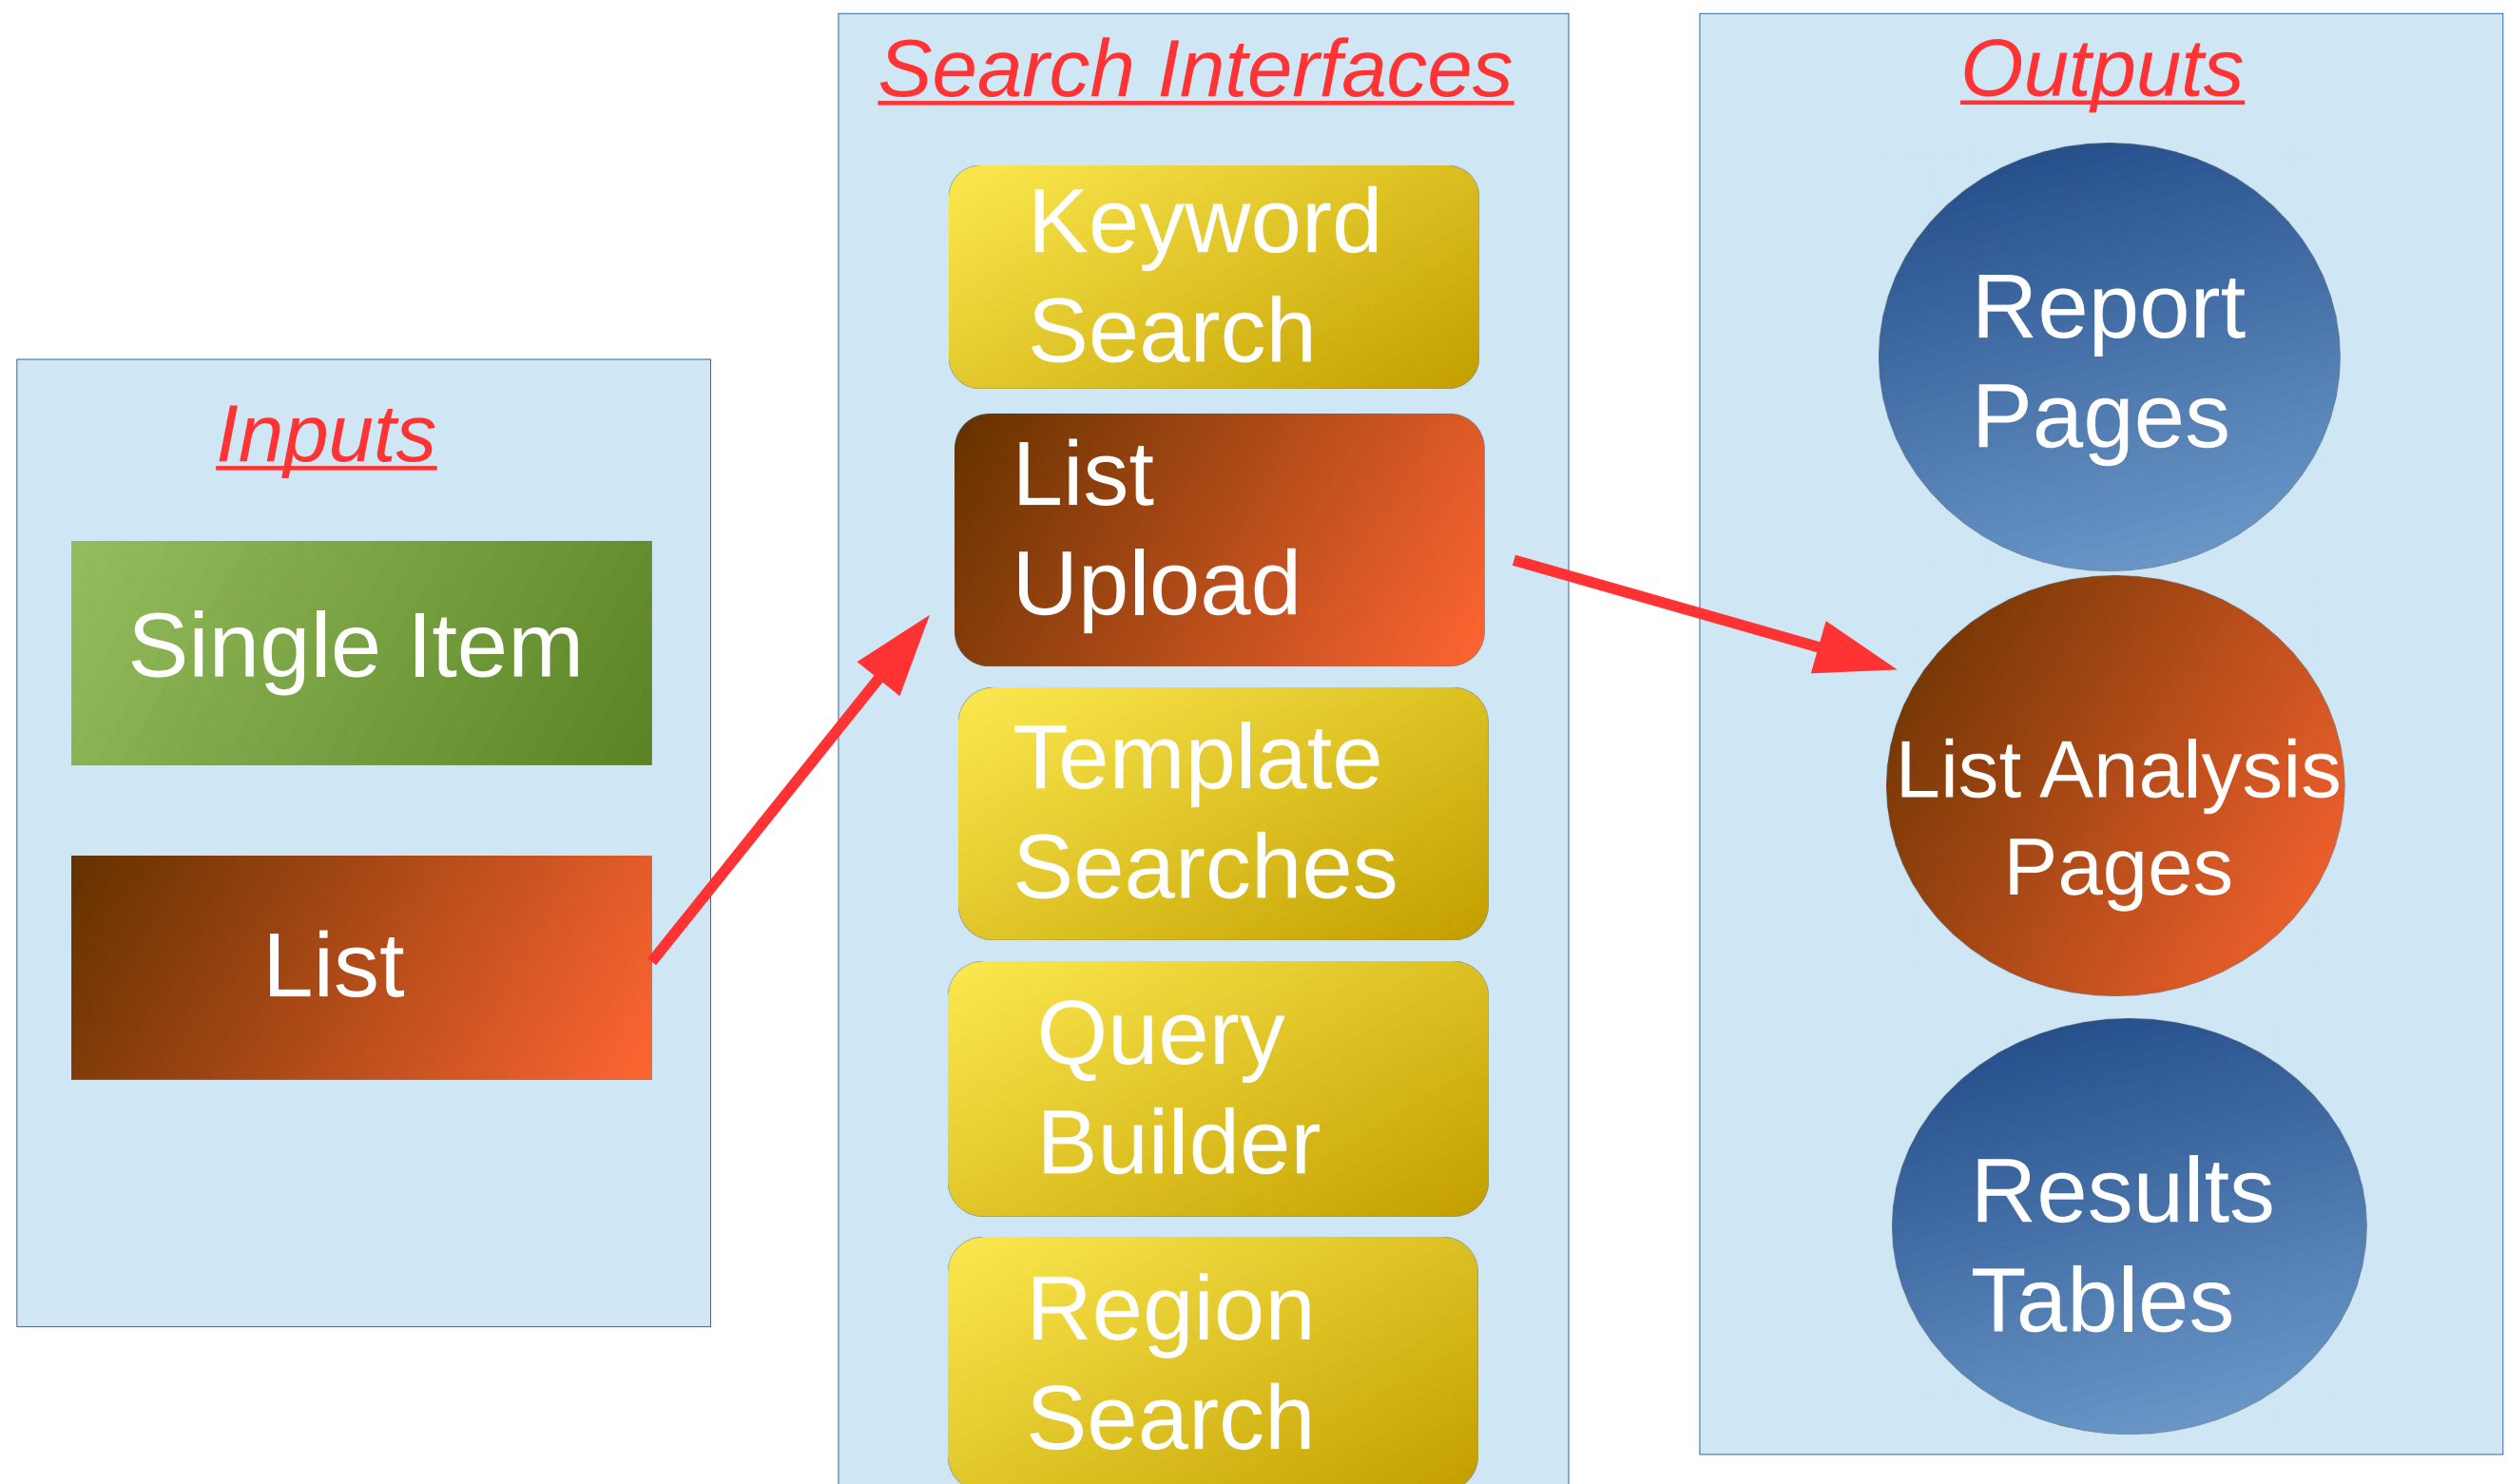 Inputs
Single Item
List
Search Interfaces
Keyword
Search
List
Upload
Template
Searches
Query
Builder
Region
Search
Outputs
Report
Pages
List Analysis
Pages
Results
Tables